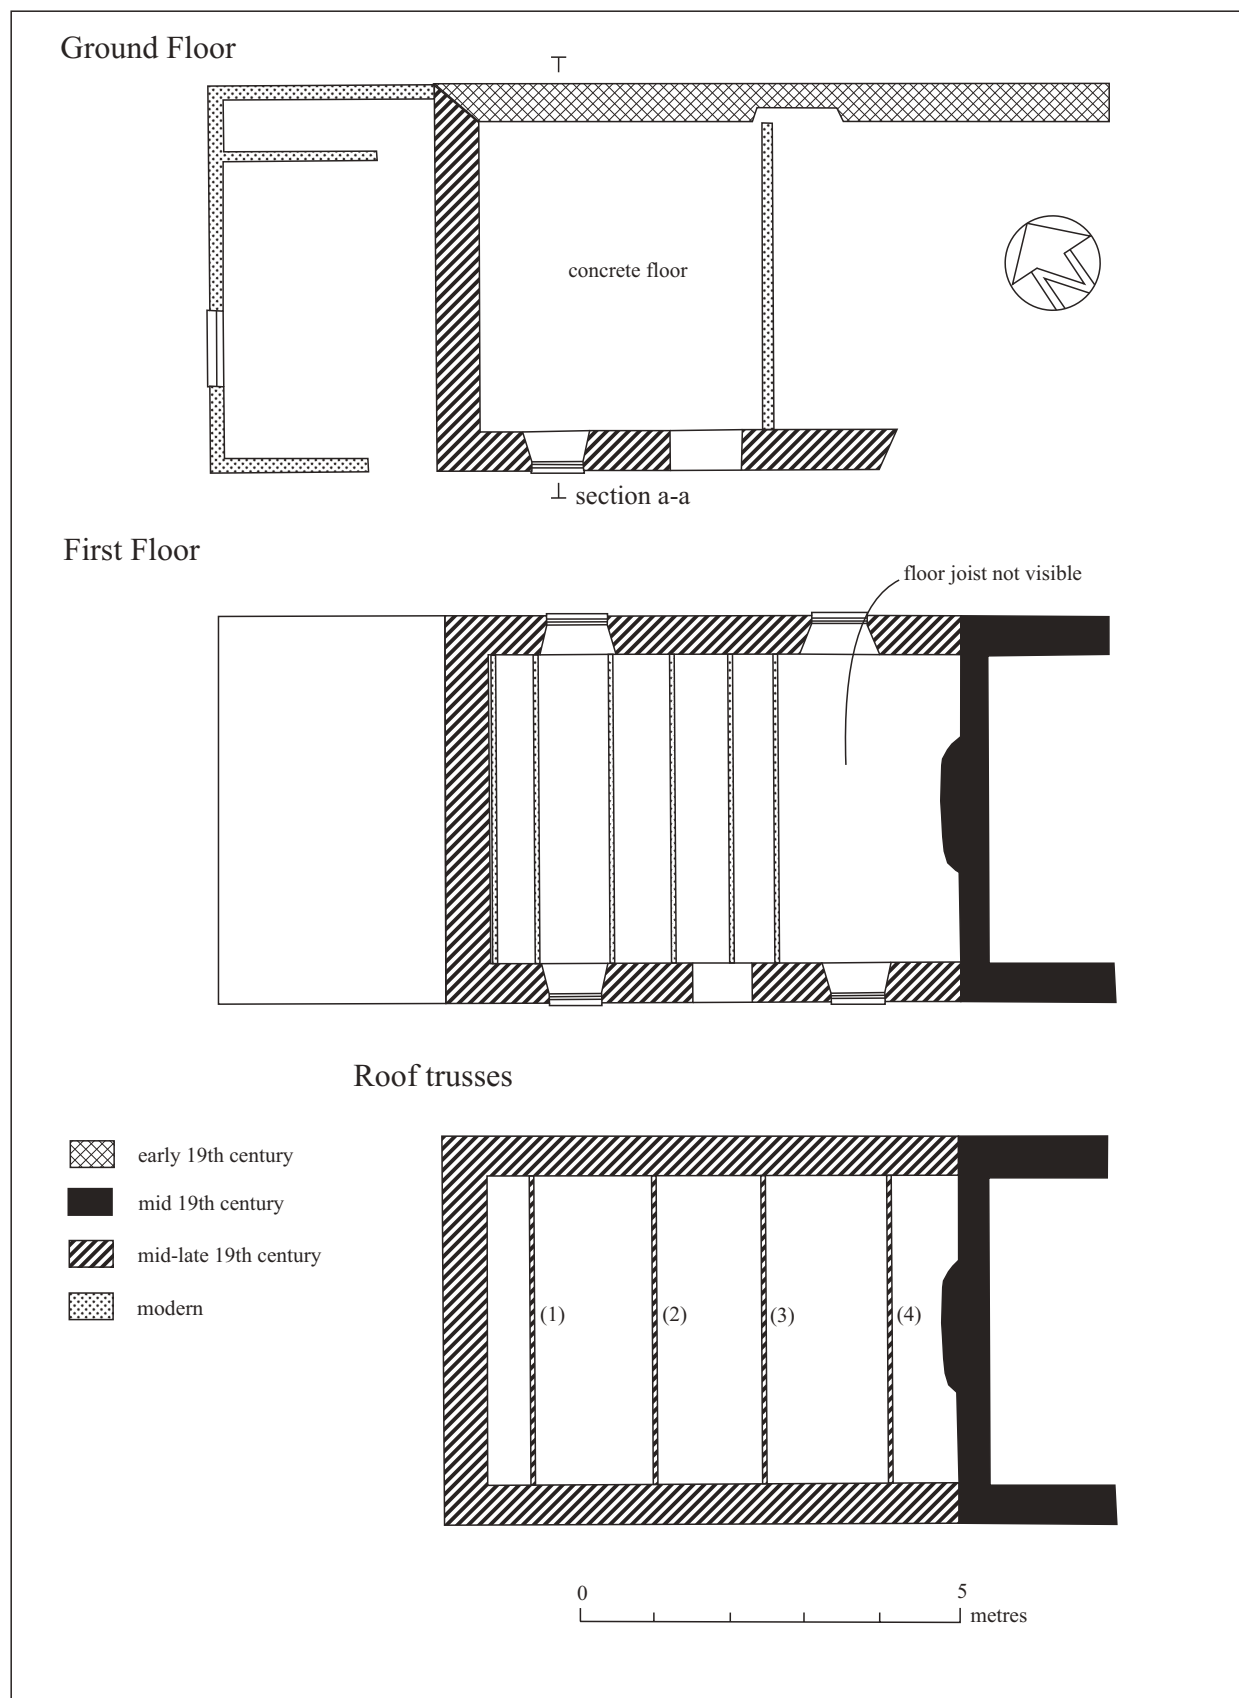 Ground Floor
concrete floor
N
section a-a
First Floor
floor joist not visible
Roof trusses
early 19th century
mid 19th century
mid-late 19th century
modern
(1)
(2)
(3)
(4)
0
5
metres